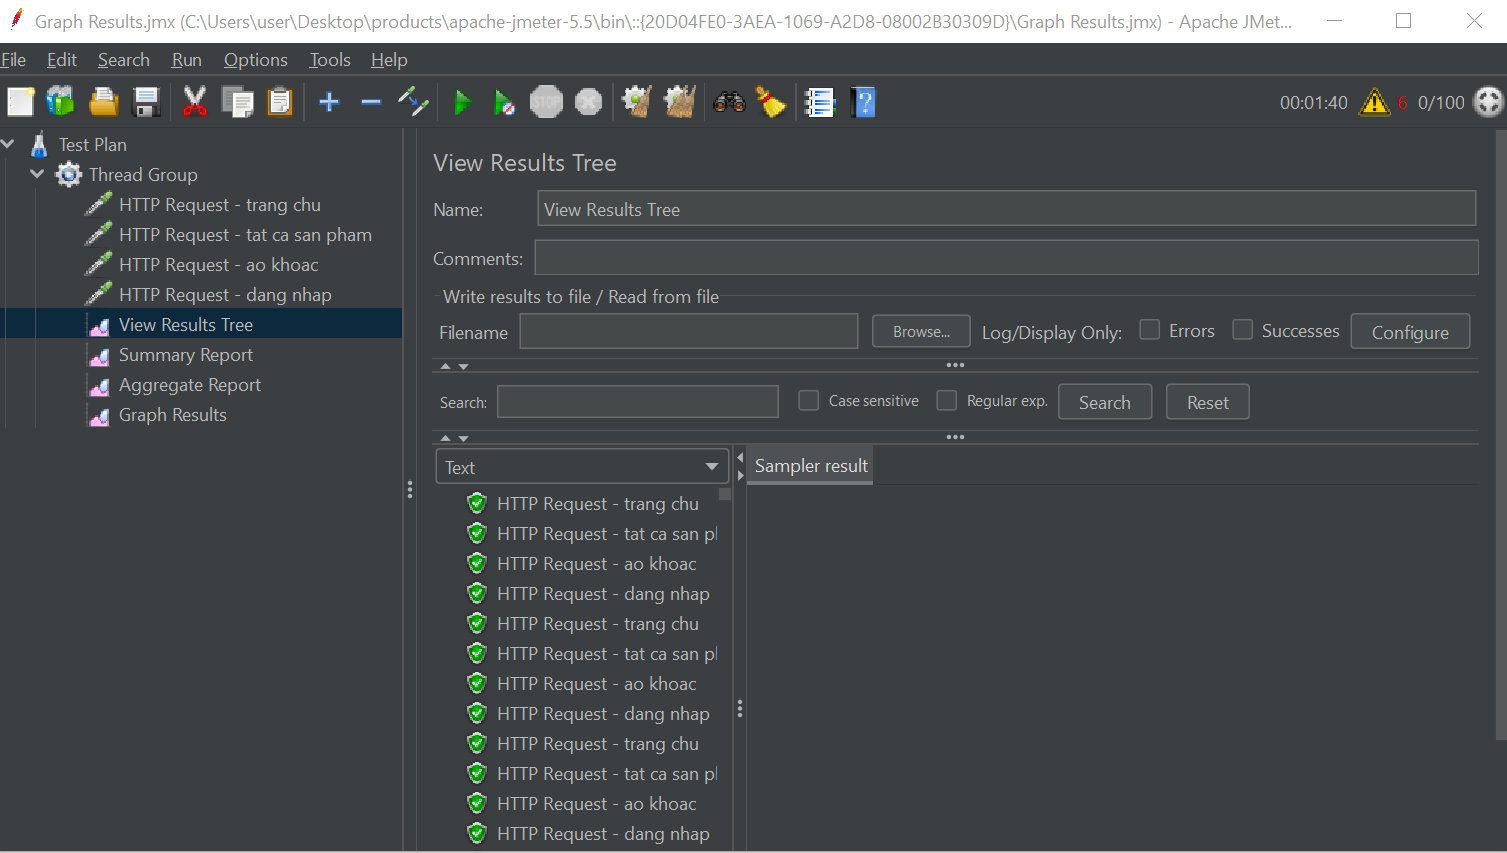 Graph Results.jmx (C:\Users\user\Desktop\products\apache-jmeter-5.5\bin\::{20D04FE0-3AEA-1069-A2D8-08002B30309D}\Graph Results.jmx) - Apache JMet...
File Edit Search Run Options Tools Help
STOP 00:01:40 6 0/100
Test Plan
Thread Group
HTTP Request - trang chu
HTTP Request - tat ca san pham
HTTP Request - ao khoac
HTTP Request - dang nhap
View Results Tree
Summary Report
Aggregate Report
Graph Results
View Results Tree
Name: View Results Tree
Comments:
Write results to file / Read from file
Filename Browse... Log/Display Only: Errors Successes Configure
Search: Case sensitive Regular exp. Search Reset
Text Sampler result
HTTP Request - trang chu
HTTP Request - tat ca san
HTTP Request - ao khoac
HTTP Request - dang nhap
HTTP Request - trang chu
HTTP Request - tat ca san
HTTP Request - ao khoac
HTTP Request - dang nhap
HTTP Request - trang chu
HTTP Request - tat ca san
HTTP Request - ao khoac
HTTP Request - dang nhap